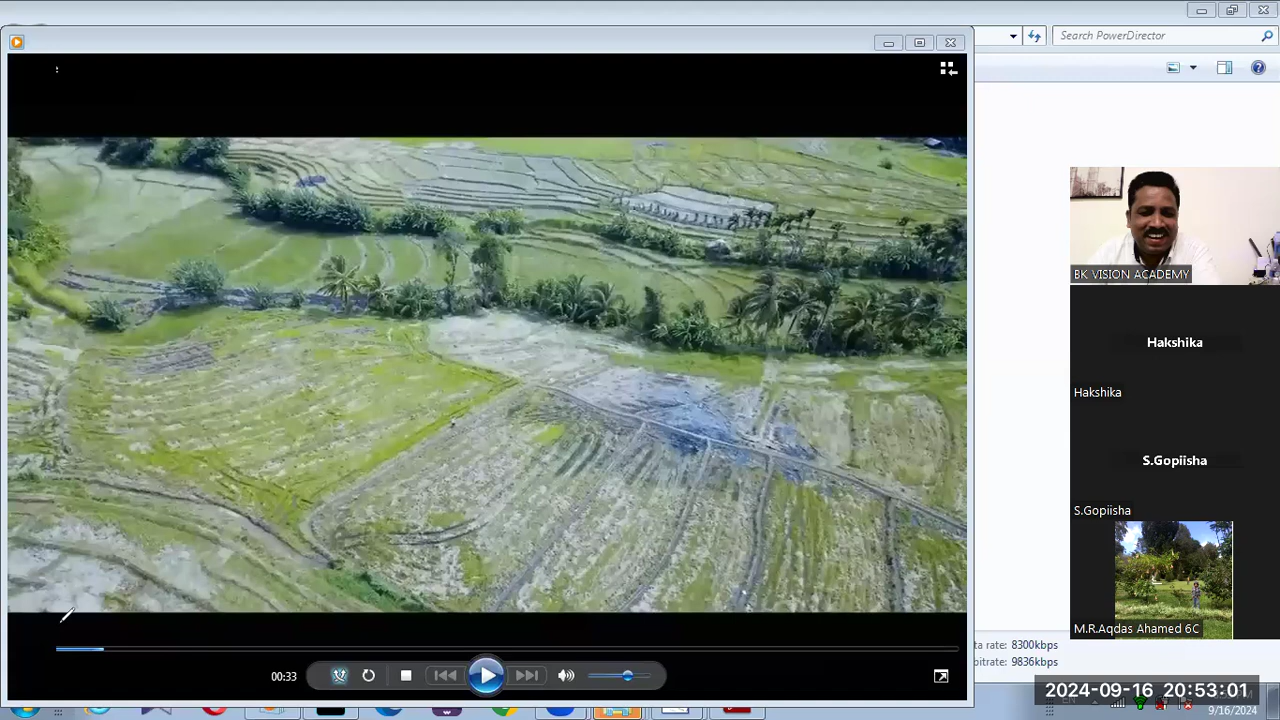 Search PowerDirector
BK VISION ACADEMY
Hakshika
Hakshika
S.Gopiisha
S.Gopiisha
M.R.Aqdas Ahamed 6C
ta rate: 8300kbps
bitrate: 9836kbps
00:33
2024-09-16 20:53:01
9/16/2024